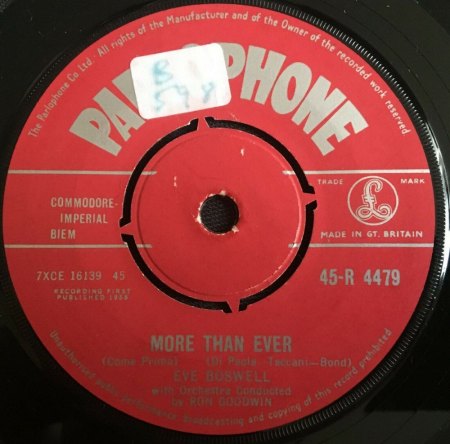 The Parlophone Co Ltd. All rights of the Manufacturer and of the Owner of the recorded work reserved
PARLOPHONE
TRADE MARK
£
COMMODORE-
IMPERIAL
BIEM
MADE IN GT. BRITAIN
7XCE 16139 45
45-R 4479
RECORDING FIRST
PUBLISHED 1958
MORE THAN EVER
(Come Prima) (Di Paola—Taccani—Bond)
EVE BOSWELL
with Orchestra Conducted
by RON GOODWIN
Unauthorised public performance, broadcasting and copying of this record prohibited